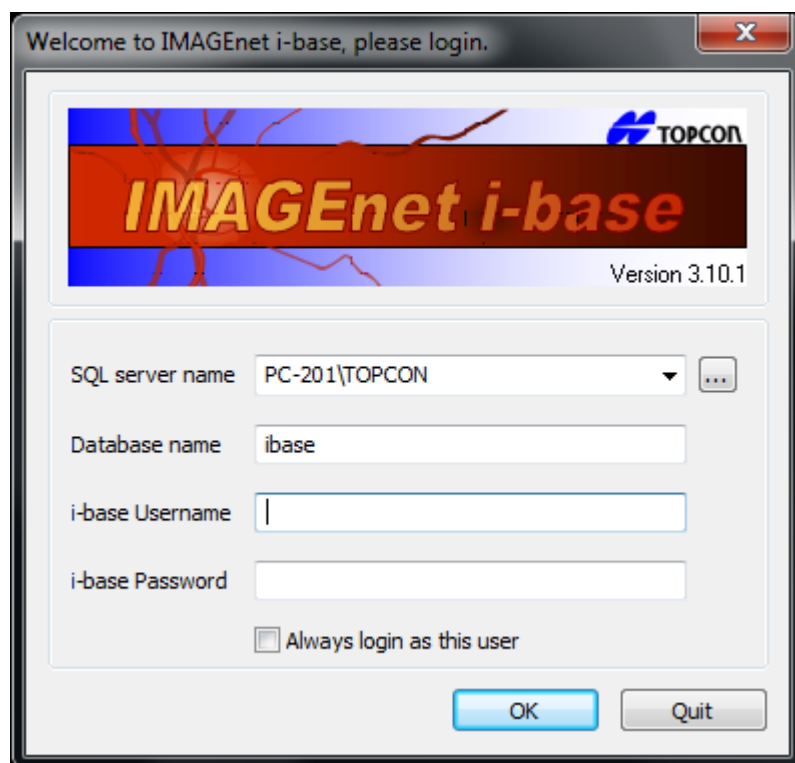 Welcome to IMAGEnet i-base, please login.
TOPCON
IMAGEnet i-base
Version 3.10.1
SQL server name PC-201\TOPCON ...
Database name ibase
i-base Username
i-base Password
Always login as this user
OK Quit